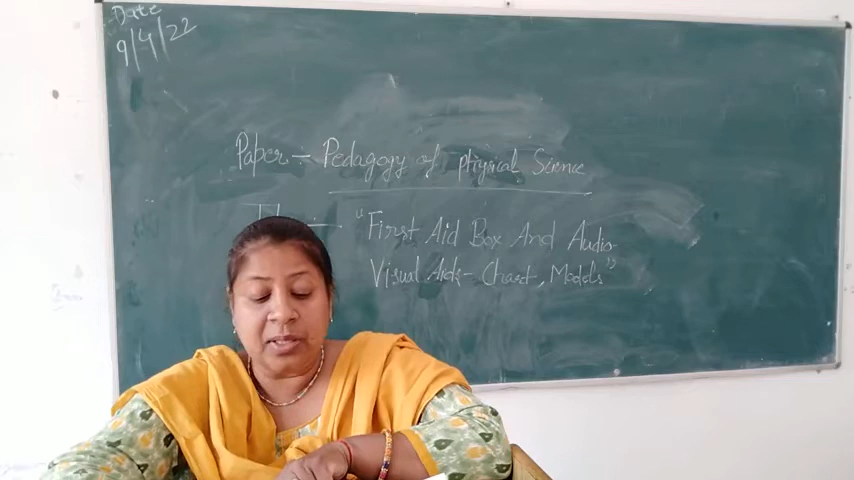 Date
9/4/22
Paper :- Pedagogy of physical Science
:- "First Aid Box And Audio
Visual Aids - Chart, Models"